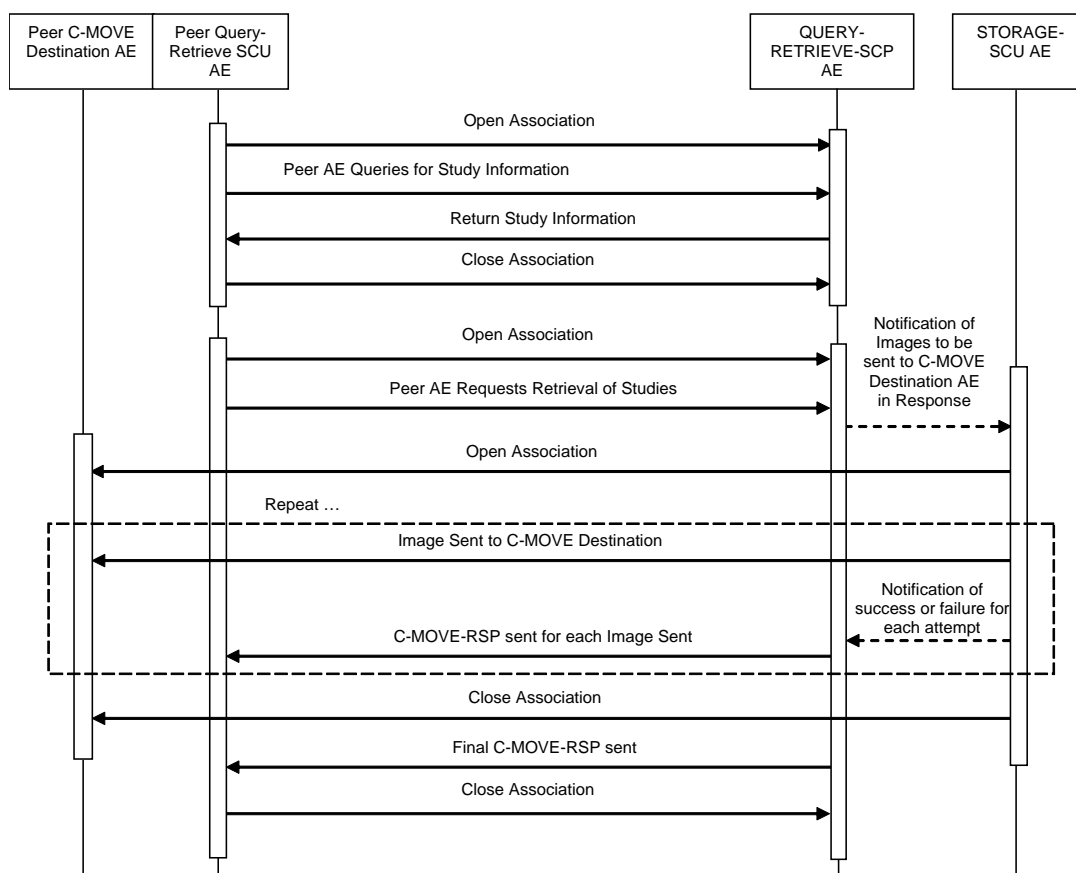 Peer C-MOVE
Destination AE
Peer Query-
Retrieve SCU
AE
QUERY-
RETRIEVE-SCP
AE
STORAGE-
SCU AE
Open Association
Peer AE Queries for Study Information
Return Study Information
Close Association
Open Association
Notification of
Images to be
sent to C-MOVE
Destination AE
in Response
Peer AE Requests Retrieval of Studies
Open Association
Repeat …
Image Sent to C-MOVE Destination
Notification of
success or failure for
each attempt
C-MOVE-RSP sent for each Image Sent
Close Association
Final C-MOVE-RSP sent
Close Association